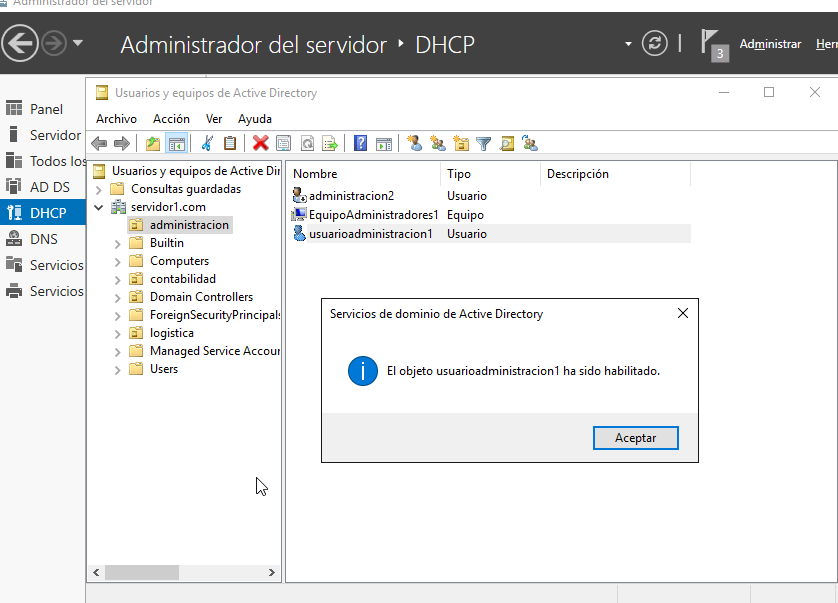 Administrador del servidor
Administrador del servidor ‣ DHCP
3
Administrar
Her
Panel
Servidor
Todos los
AD DS
DHCP
DNS
Servicios
Servicios
Usuarios y equipos de Active Directory
Archivo Acción Ver Ayuda
Usuarios y equipos de Active Dir
Consultas guardadas
servidor1.com
administracion
Builtin
Computers
contabilidad
Domain Controllers
ForeignSecurityPrincipals
logistica
Managed Service Accour
Users
Nombre Tipo Descripción
administracion2 Usuario
EquipoAdministradores1 Equipo
usuarioadministracion1 Usuario
Servicios de dominio de Active Directory
El objeto usuarioadministracion1 ha sido habilitado.
Aceptar